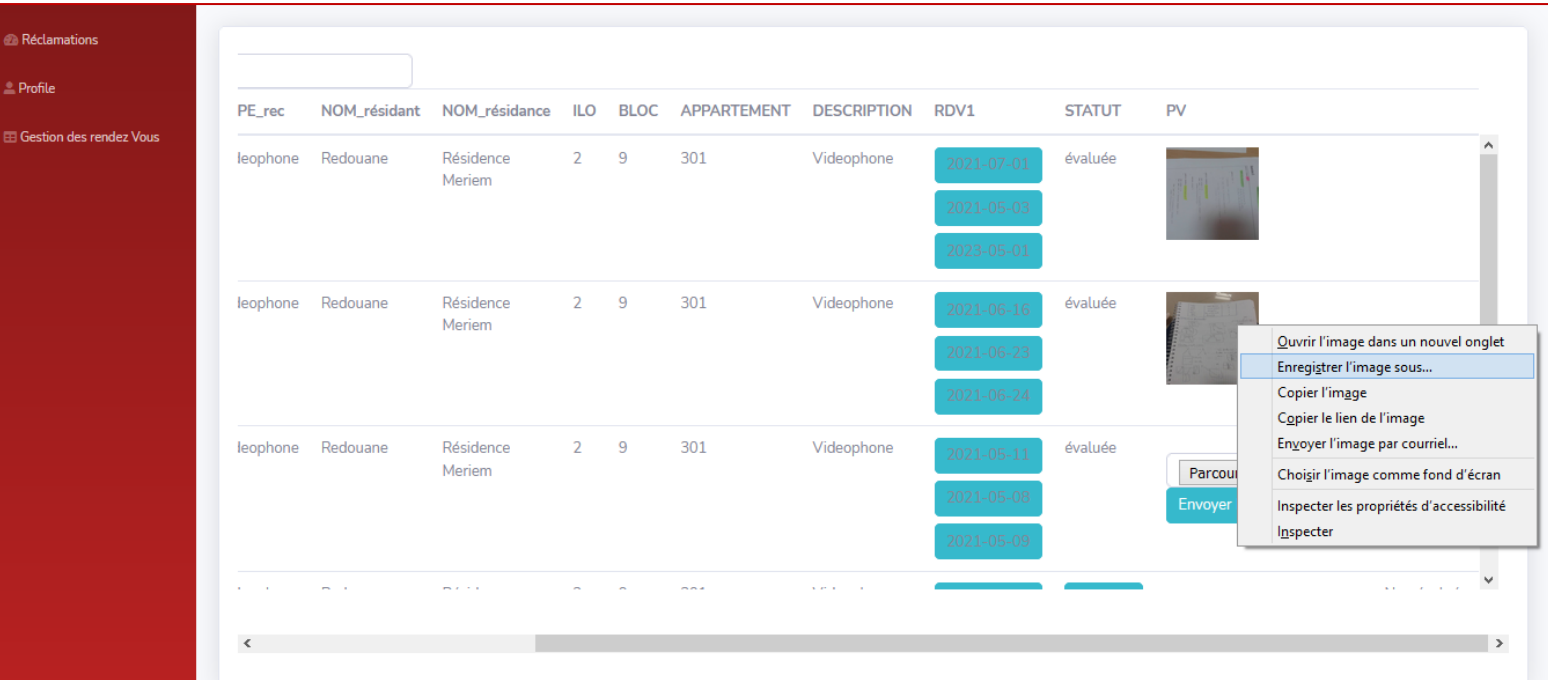 Réclamations
Profile
Gestion des rendez Vous
PE_rec NOM_résidant NOM_résidance ILO BLOC APPARTEMENT DESCRIPTION RDV1 STATUT PV
leophone Redouane Résidence Meriem 2 9 301 Videophone 2021-07-01 évaluée
2021-05-03
2023-05-01
leophone Redouane Résidence Meriem 2 9 301 Videophone 2021-06-16 évaluée
2021-06-23
2021-06-24
leophone Redouane Résidence Meriem 2 9 301 Videophone 2021-05-11 évaluée
2021-05-08
2021-05-09
Parcour
Envoyer
Ouvrir l'image dans un nouvel onglet
Enregistrer l'image sous...
Copier l'image
Copier le lien de l'image
Envoyer l'image par courriel...
Choisir l'image comme fond d'écran
Inspecter les propriétés d'accessibilité
Inspecter